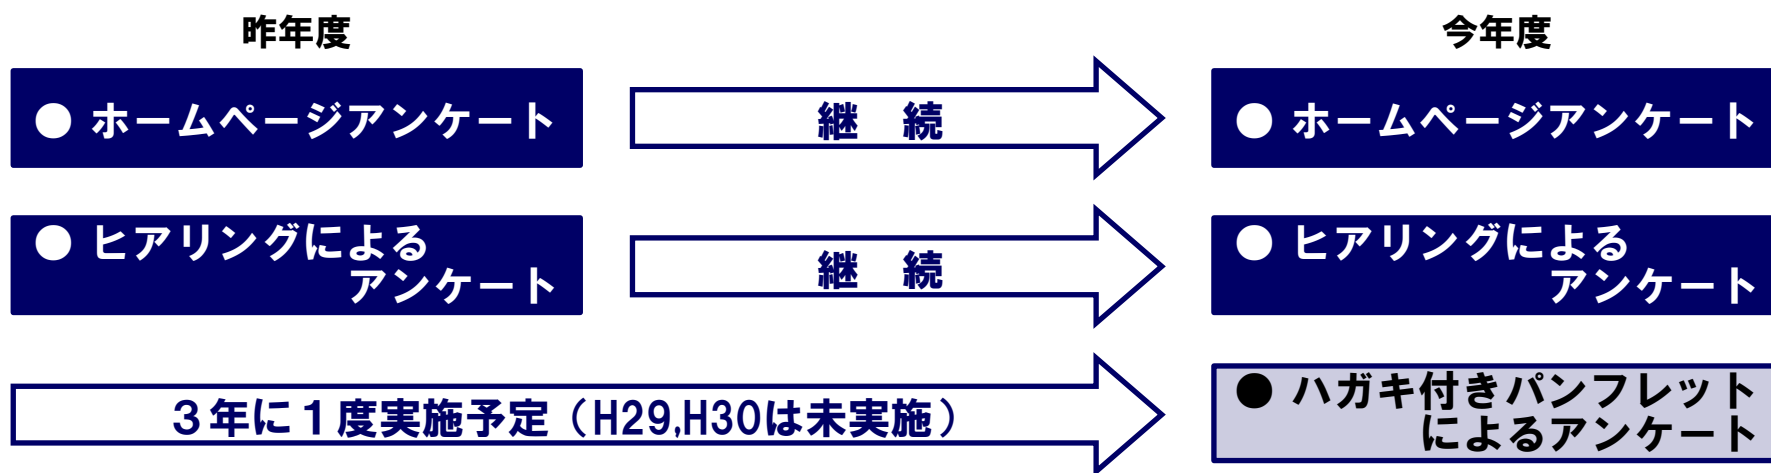 昨年度
今年度
● ホームページアンケート
継　続
● ホームページアンケート
● ヒアリングによる
アンケート
継　続
● ヒアリングによる
アンケート
３年に１度実施予定（H29,H30は未実施）
● ハガキ付きパンフレット
によるアンケート